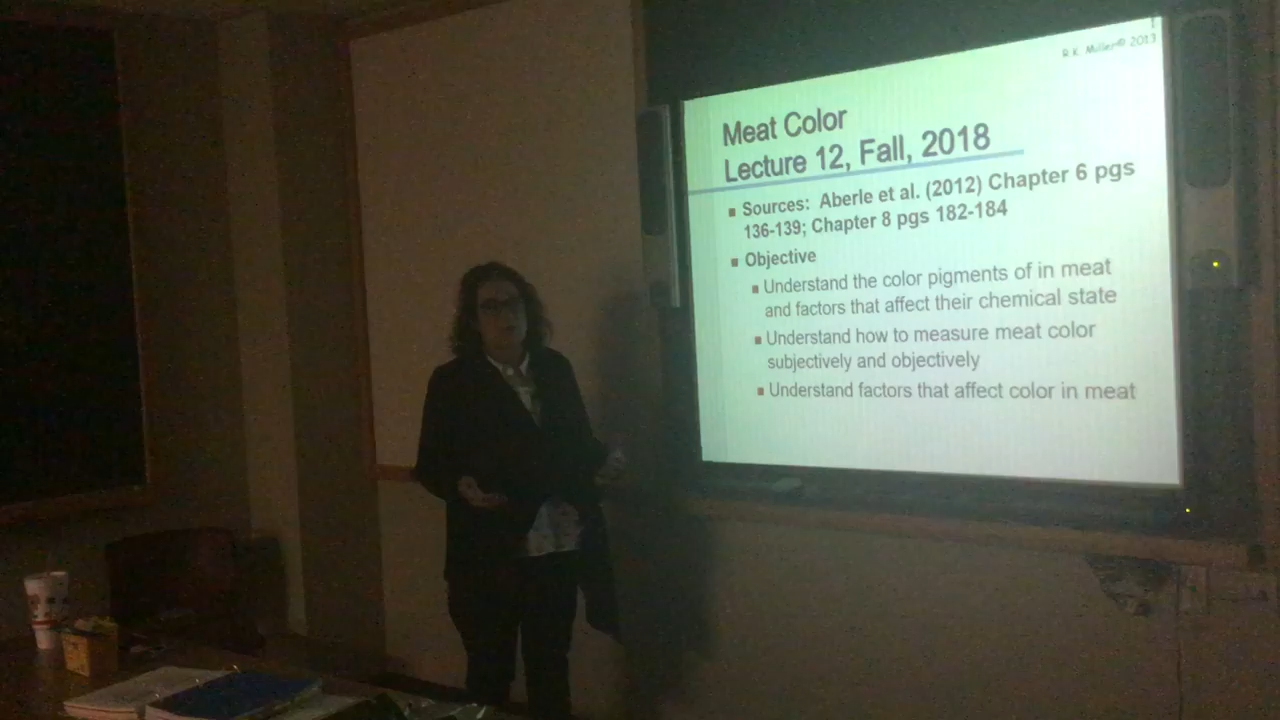 R.K. Miller© 2013
Meat Color
Lecture 12, Fall, 2018
Sources: Aberle et al. (2012) Chapter 6 pgs
136-139; Chapter 8 pgs 182-184
Objective
Understand the color pigments of in meat
and factors that affect their chemical state
Understand how to measure meat color
subjectively and objectively
Understand factors that affect color in meat